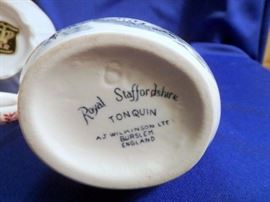 Royal Staffordshire
TONQUIN
A.J WILKINSON LTD
BURSLEM
ENGLAND